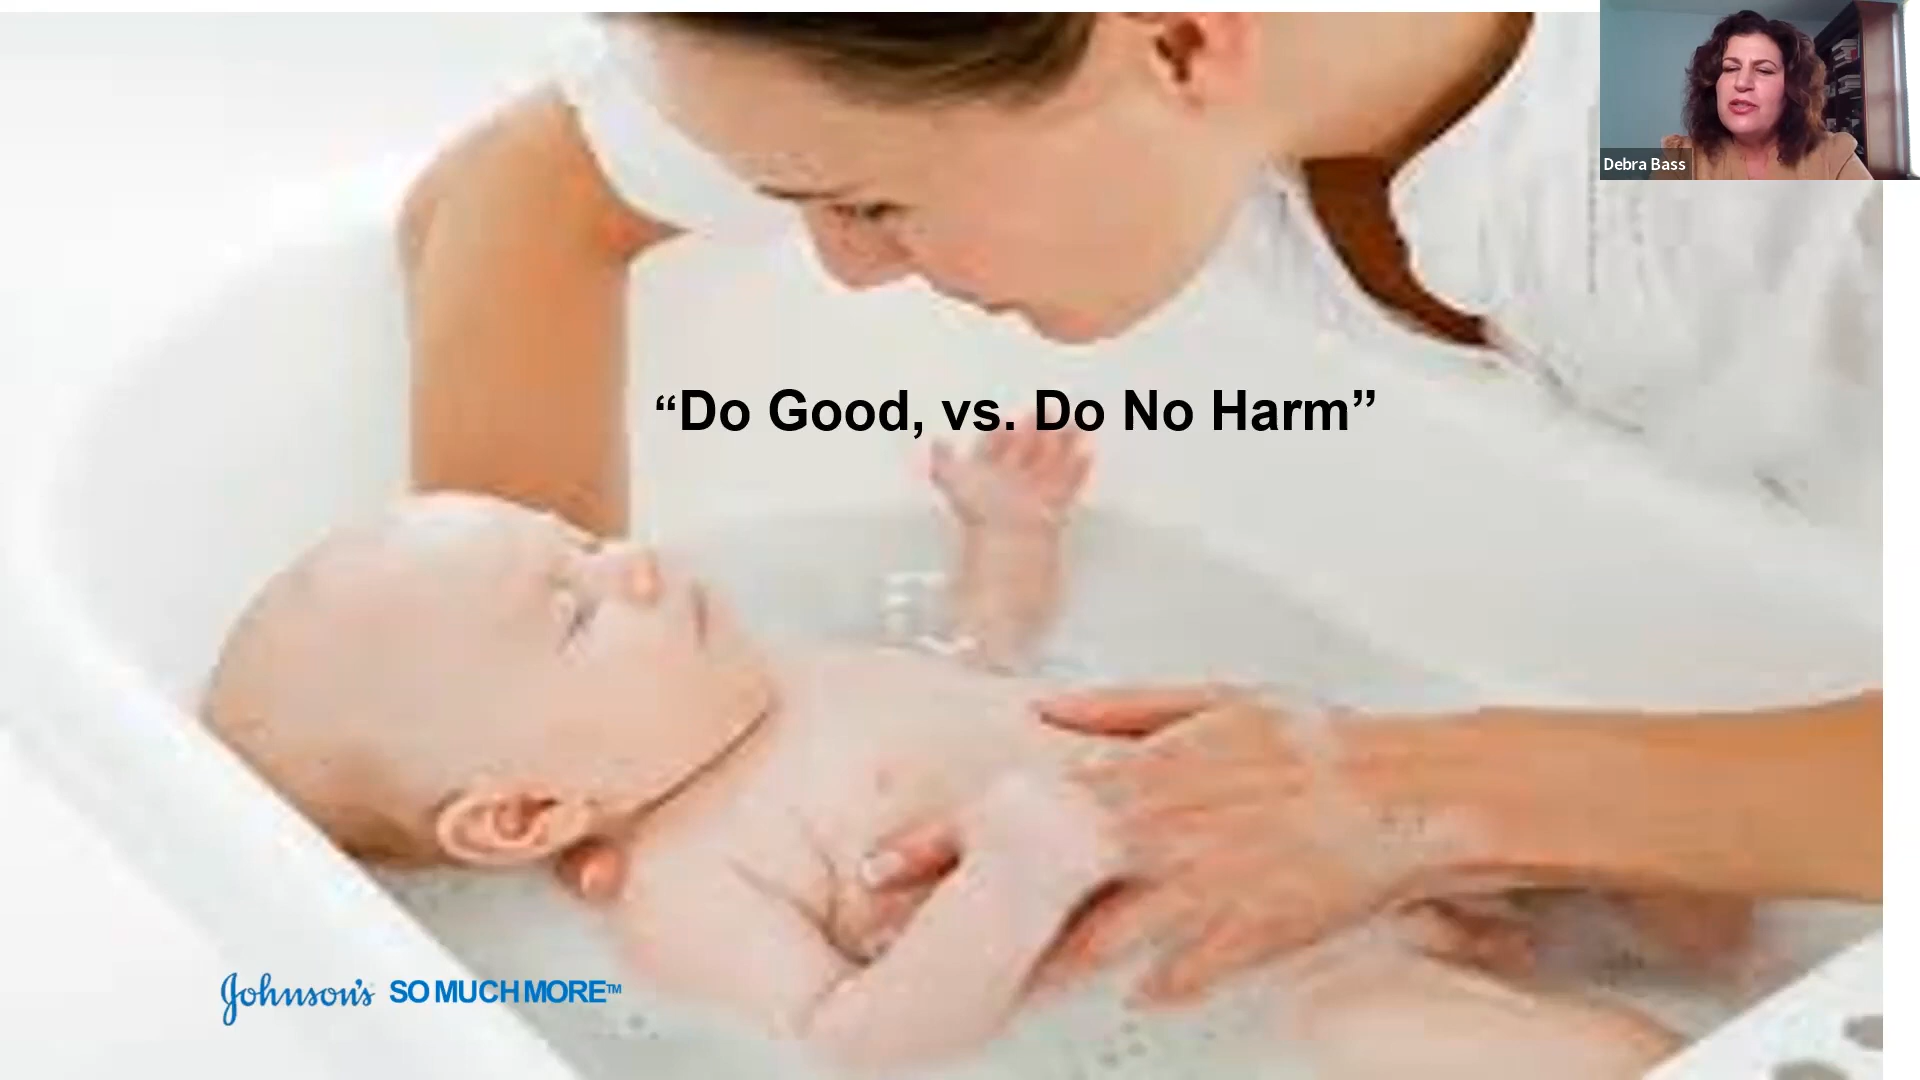 Debra Bass
“Do Good, vs. Do No Harm”
Johnson's SO MUCH MORE™